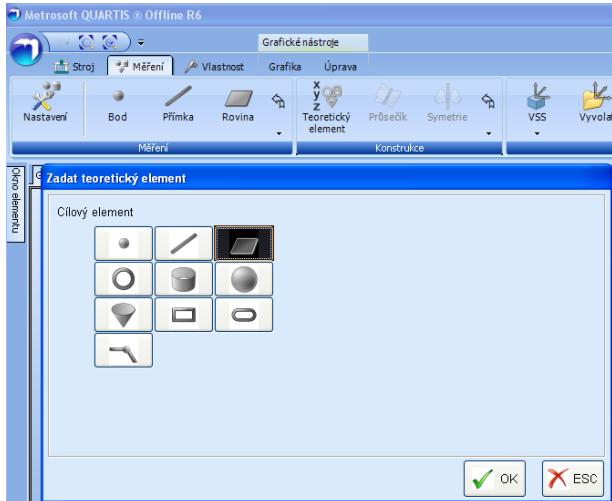 Metrosoft QUARTIS ® Offline R6
Grafické nástroje
Stroj Měření Vlastnost Grafika Úprava
Nastavení Bod Přímka Rovina
x
y
z
Teoretický element Průsečík Symetrie VSS
Měření Konstrukce
Okno elementu
Zadat teoretický element
Cílový element
OK ESC